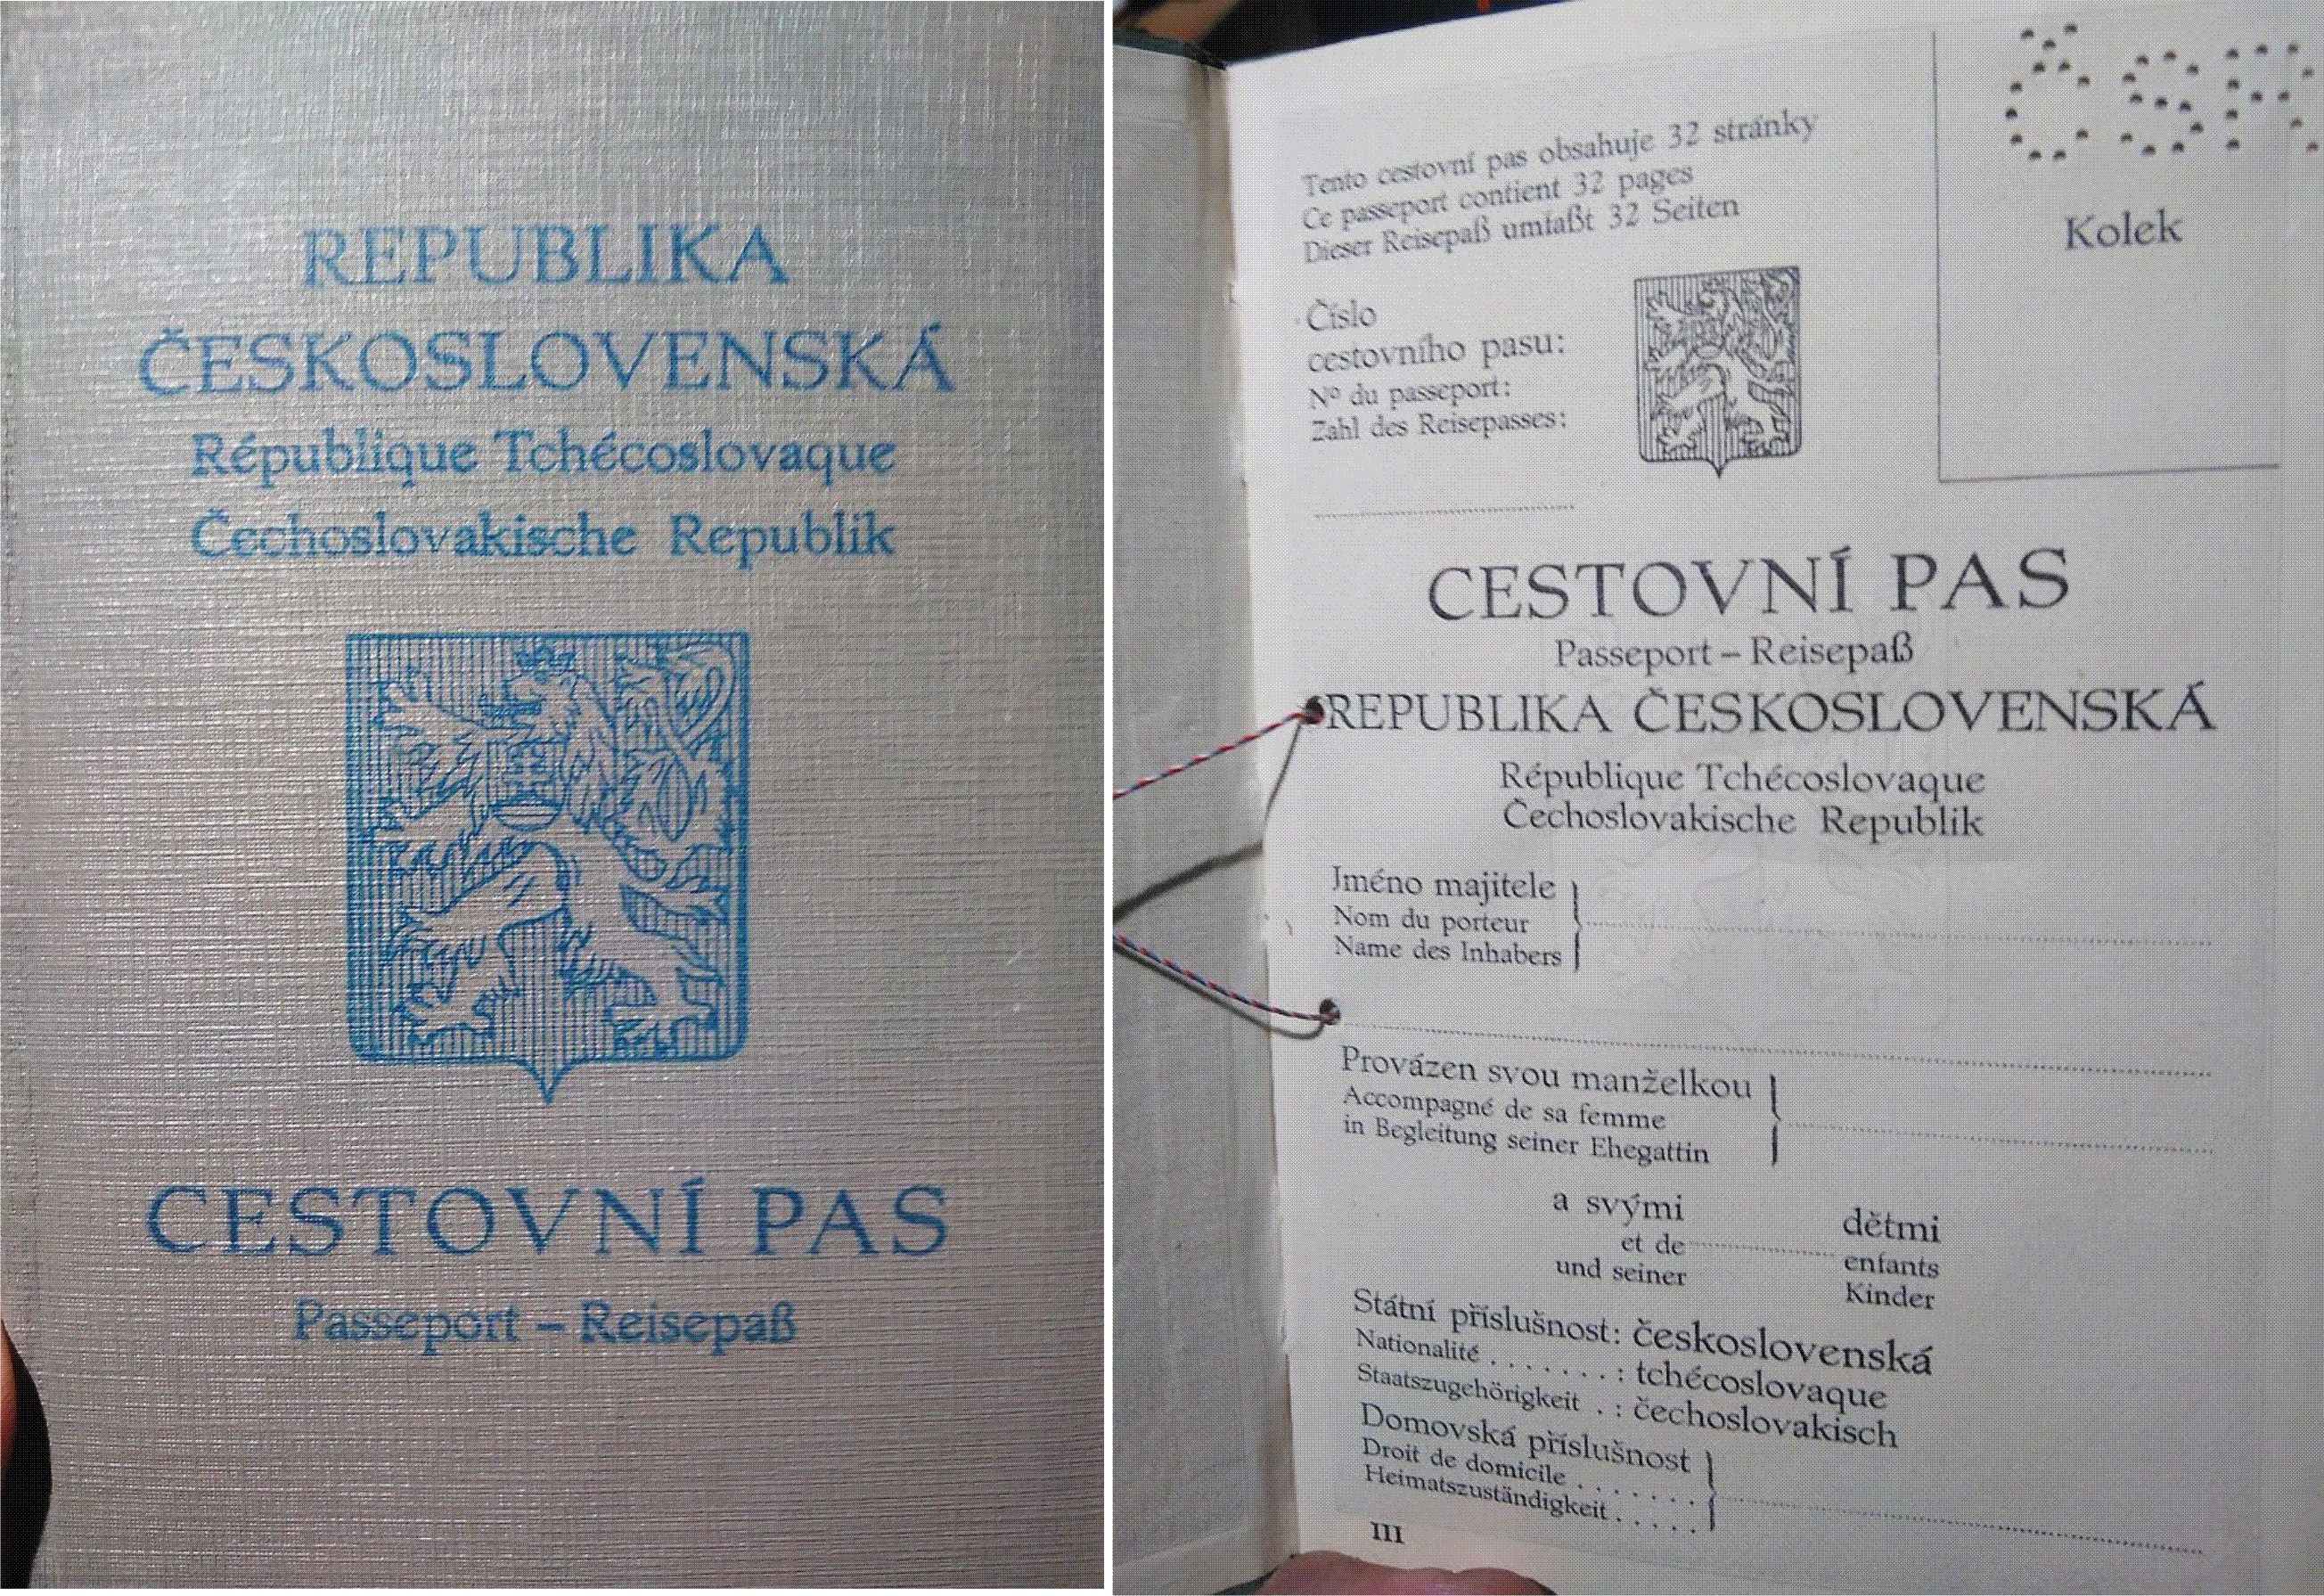 REPUBLIKA
ČESKOSLOVENSKÁ
République Tchécoslovaque
Čechoslovakische Republik
CESTOVNÍ PAS
Passeport – Reisepaß
ČSR
Kolek
Tento cestovní pas obsahuje 32 stránky
Ce passeport contient 32 pages
Dieser Reisepaß umfaßt 32 Seiten
Číslo
cestovního pasu:
Nº du passeport:
Zahl des Reisepasses:
CESTOVNÍ PAS
Passeport – Reisepaß
REPUBLIKA ČESKOSLOVENSKÁ
République Tchécoslovaque
Čechoslovakische Republik
Jméno majitele
Nom du porteur
Name des Inhabers
Provázen svou manželkou
Accompagné de sa femme
in Begleitung seiner Ehegattin
a svými dětmi
et de enfants
und seiner Kinder
Státní příslušnost: československá
Nationalité . . . . . . . : tchécoslovaque
Staatszugehörigkeit . : čechoslovakisch
Domovská příslušnost
Droit de domicile . . . . . . .
Heimatszuständigkeit . . . . .
III